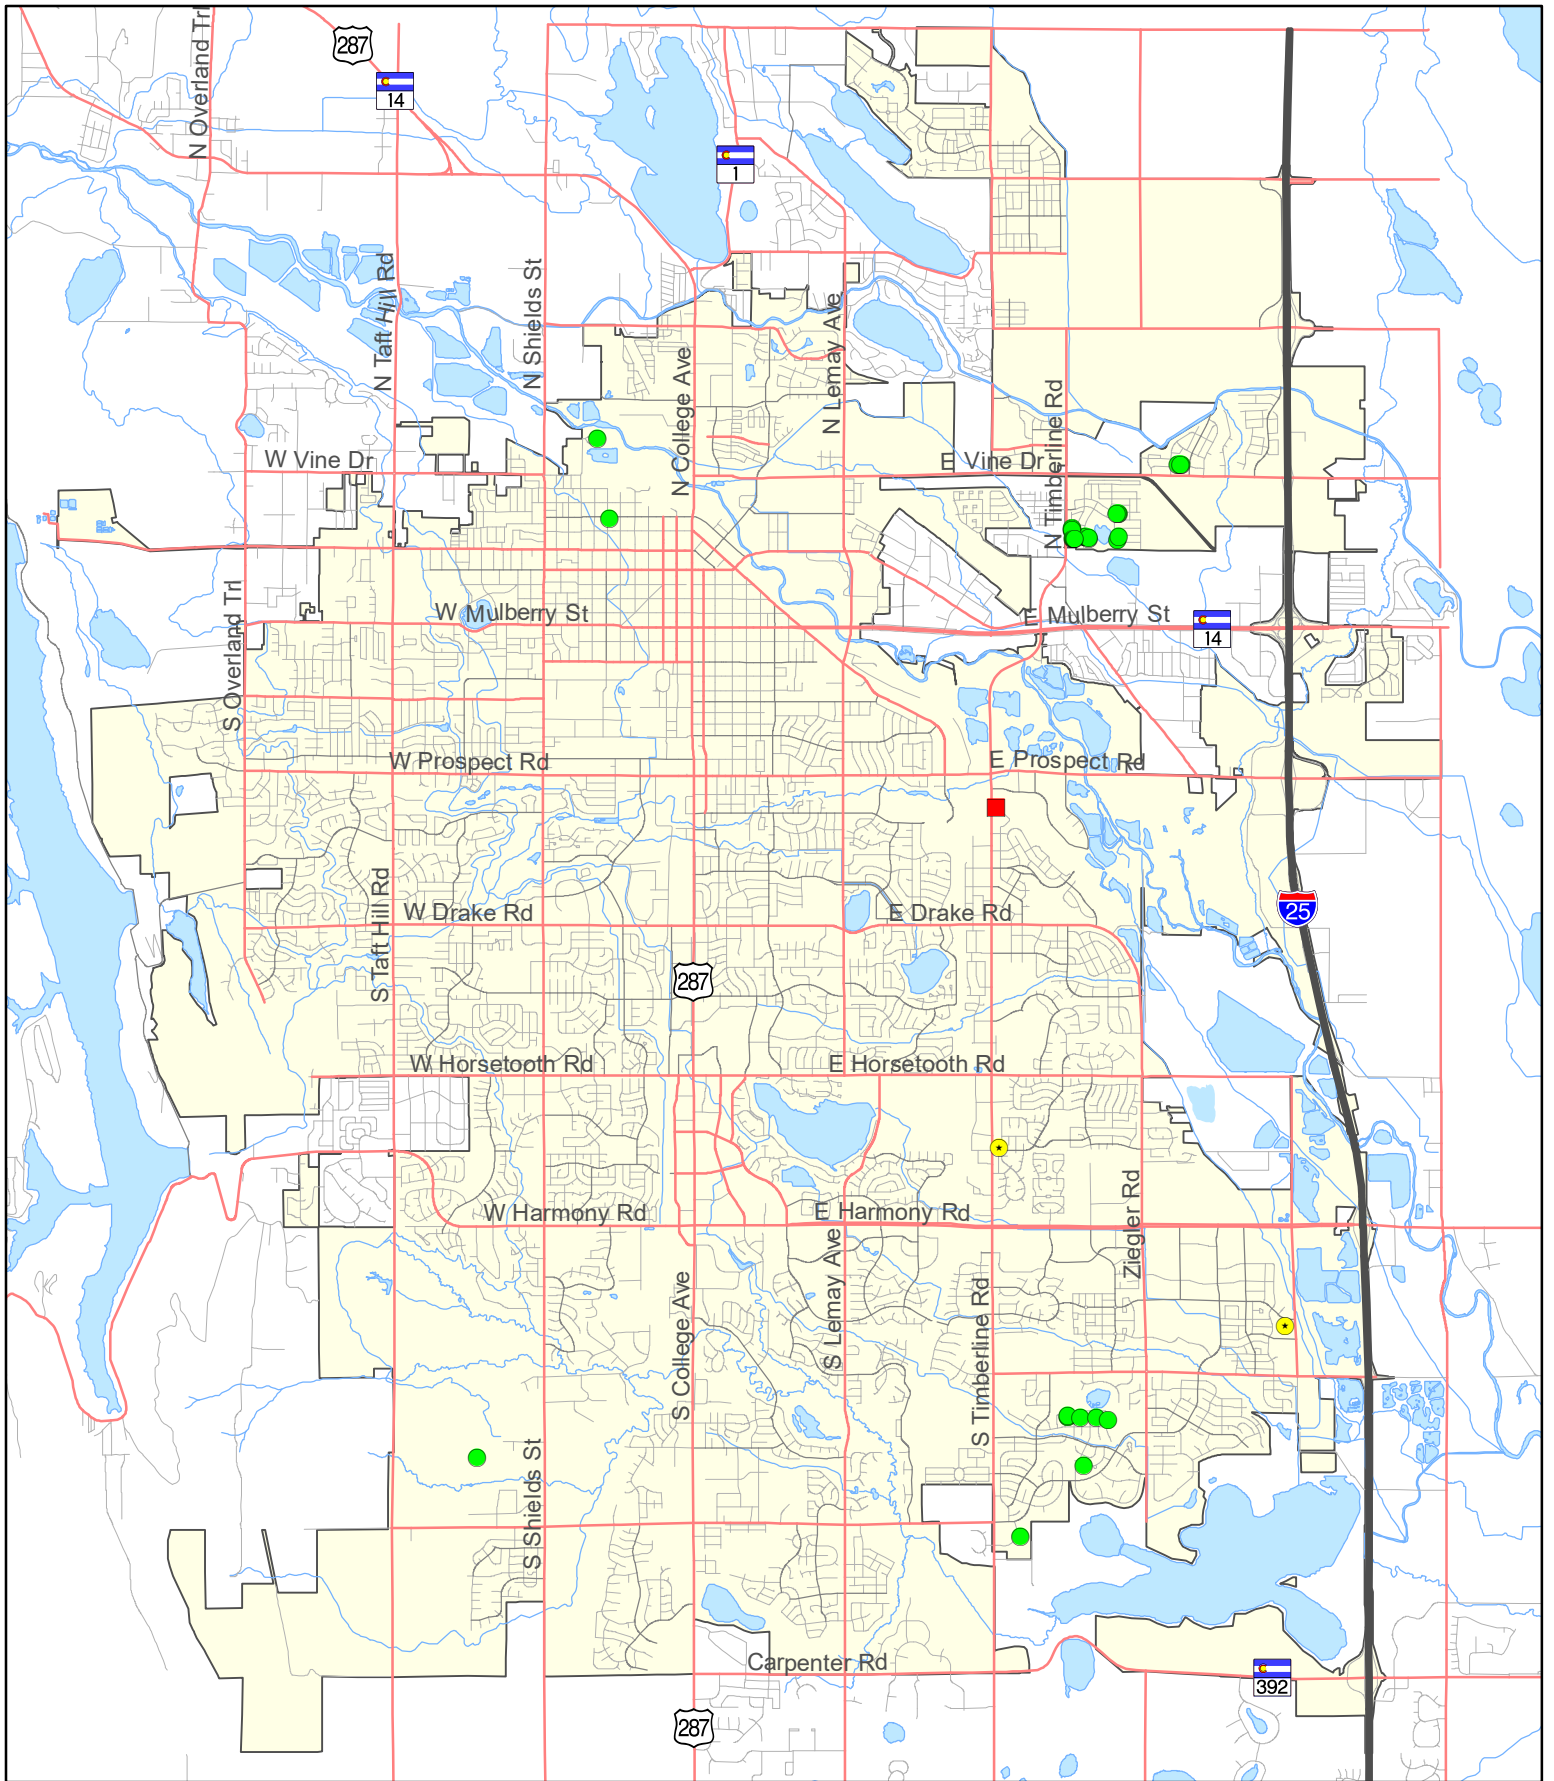 N Overland Trl
287
14
1
N Taft Hill Rd
N Shields St
N College Ave
N Lemay Ave
N Timberline Rd
W Vine Dr
E Vine Dr
S Overland Trl
W Mulberry St
E Mulberry St
14
W Prospect Rd
E Prospect Rd
S Taft Hill Rd
W Drake Rd
E Drake Rd
25
287
W Horsetooth Rd
E Horsetooth Rd
W Harmony Rd
E Harmony Rd
Ziegler Rd
S College Ave
S Lemay Ave
S Timberline Rd
S Shields St
Carpenter Rd
392
287